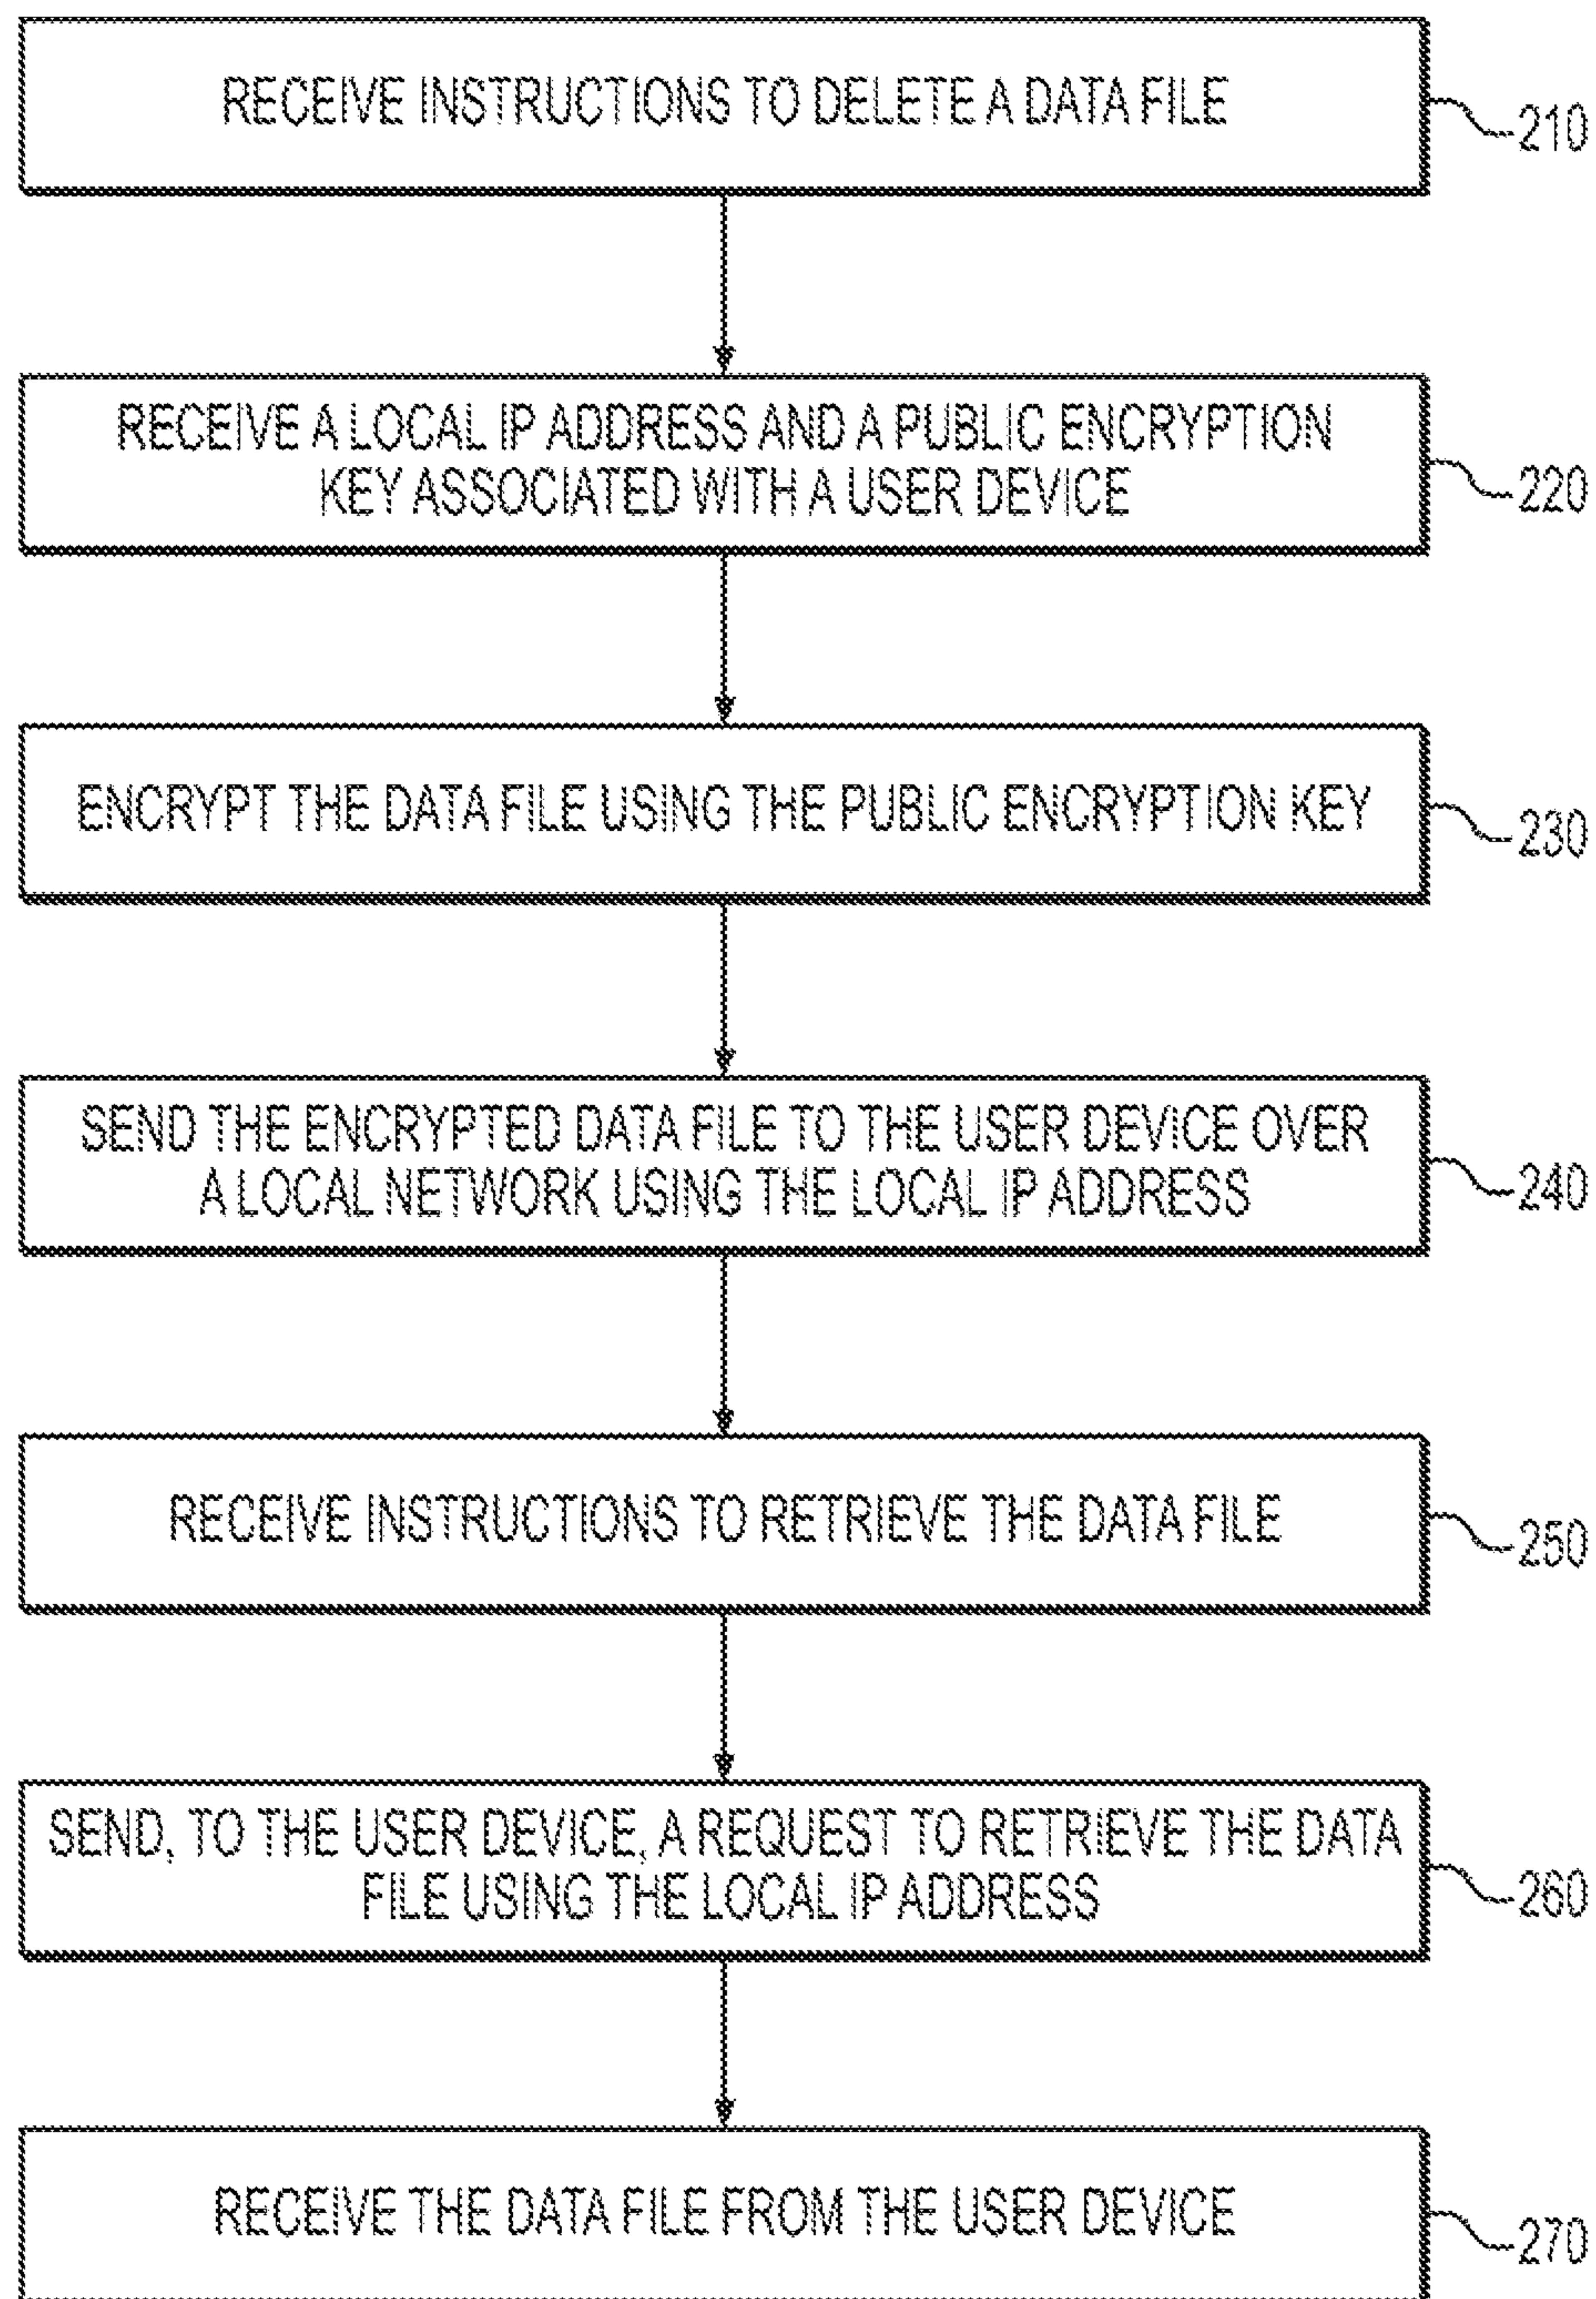 RECEIVE INSTRUCTIONS TO DELETE A DATA FILE
210
RECEIVE A LOCAL IP ADDRESS AND A PUBLIC ENCRYPTION
KEY ASSOCIATED WITH A USER DEVICE
220
ENCRYPT THE DATA FILE USING THE PUBLIC ENCRYPTION KEY
230
SEND THE ENCRYPTED DATA FILE TO THE USER DEVICE OVER
A LOCAL NETWORK USING THE LOCAL IP ADDRESS
240
RECEIVE INSTRUCTIONS TO RETRIEVE THE DATA FILE
250
SEND, TO THE USER DEVICE, A REQUEST TO RETRIEVE THE DATA
FILE USING THE LOCAL IP ADDRESS
260
RECEIVE THE DATA FILE FROM THE USER DEVICE
270